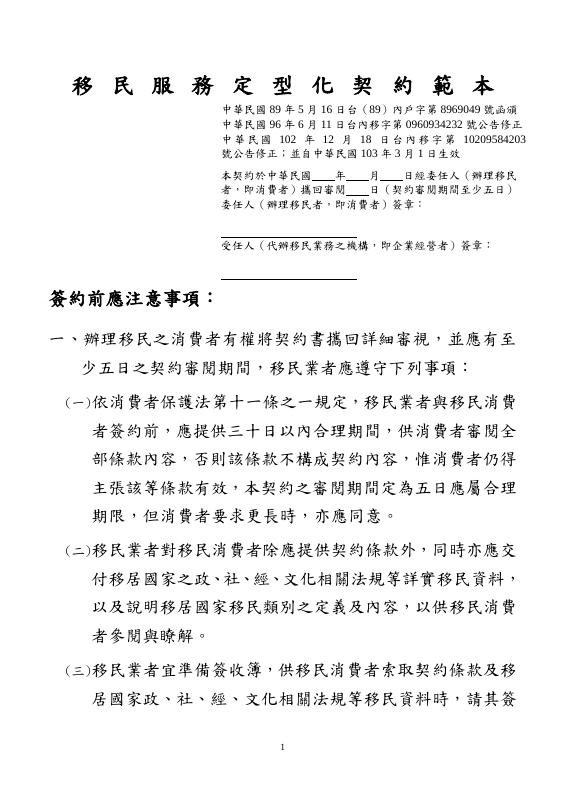 移民服務定型化契約範本
中華民國 89 年 5 月 16 日台（89）內戶字第 8969049 號函頒
中華民國 96 年 6 月 11 日台內移字第 0960934232 號公告修正
中華民國 102 年 12 月 18 日台內移字第 10209584203
號公告修正；並自中華民國 103 年 3 月 1 日生效
本契約於中華民國____年____月____日經委任人（辦理移民
者，即消費者）攜回審閱____日（契約審閱期間至少五日）
委任人（辦理移民者，即消費者）簽章：
受任人（代辦移民業務之機構，即企業經營者）簽章：
簽約前應注意事項：
一、辦理移民之消費者有權將契約書攜回詳細審視，並應有至
少五日之契約審閱期間，移民業者應遵守下列事項：
（一）依消費者保護法第十一條之一規定，移民業者與移民消費
者簽約前，應提供三十日以內合理期間，供消費者審閱全
部條款內容，否則該條款不構成契約內容，惟消費者仍得
主張該等條款有效，本契約之審閱期間定為五日應屬合理
期限，但消費者要求更長時，亦應同意。
（二）移民業者對移民消費者除應提供契約條款外，同時亦應交
付移居國家之政、社、經、文化相關法規等詳實移民資料，
以及說明移居國家移民類別之定義及內容，以供移民消費
者參閱與瞭解。
（三）移民業者宜準備簽收簿，供移民消費者索取契約條款及移
居國家政、社、經、文化相關法規等移民資料時，請其簽
1